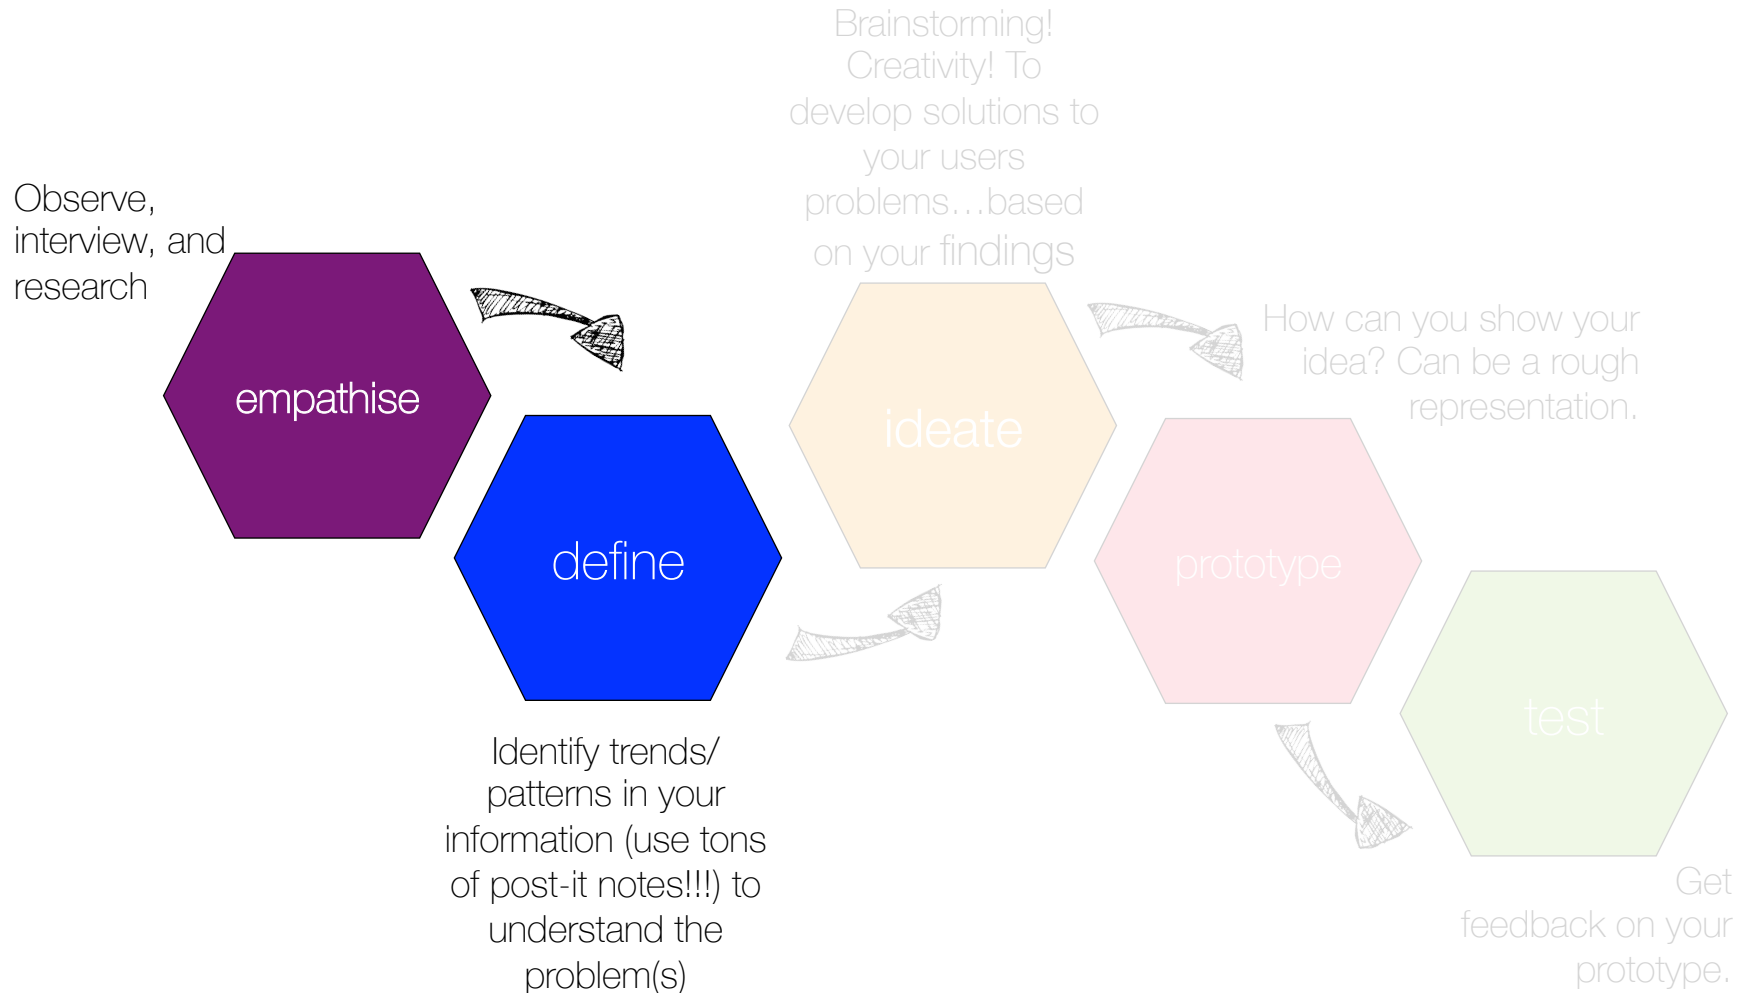 Observe,
interview, and
research
empathise
define
Identify trends/
patterns in your
information (use tons
of post-it notes!!!) to
understand the
problem(s)
Brainstorming!
Creativity! To
develop solutions to
your users
problems...based
on your findings
ideate
How can you show your
idea? Can be a rough
representation.
prototype
test
Get
feedback on your
prototype.